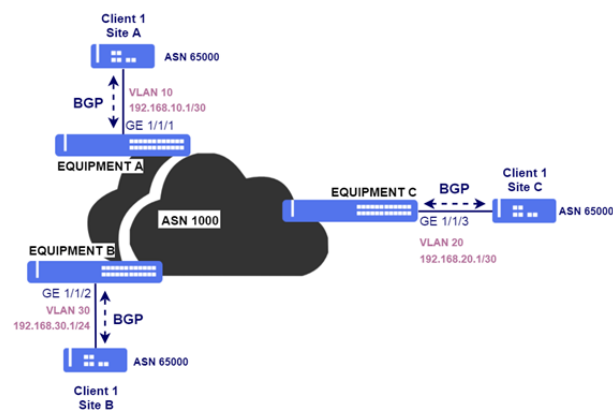 Client 1
Site A
ASN 65000
BGP
VLAN 10
192.168.10.1/30
GE 1/1/1
EQUIPMENT A
ASN 1000
EQUIPMENT C
BGP
Client 1
Site C
ASN 65000
GE 1/1/3
VLAN 20
192.168.20.1/30
EQUIPMENT B
GE 1/1/2
VLAN 30
192.168.30.1/24
BGP
ASN 65000
Client 1
Site B